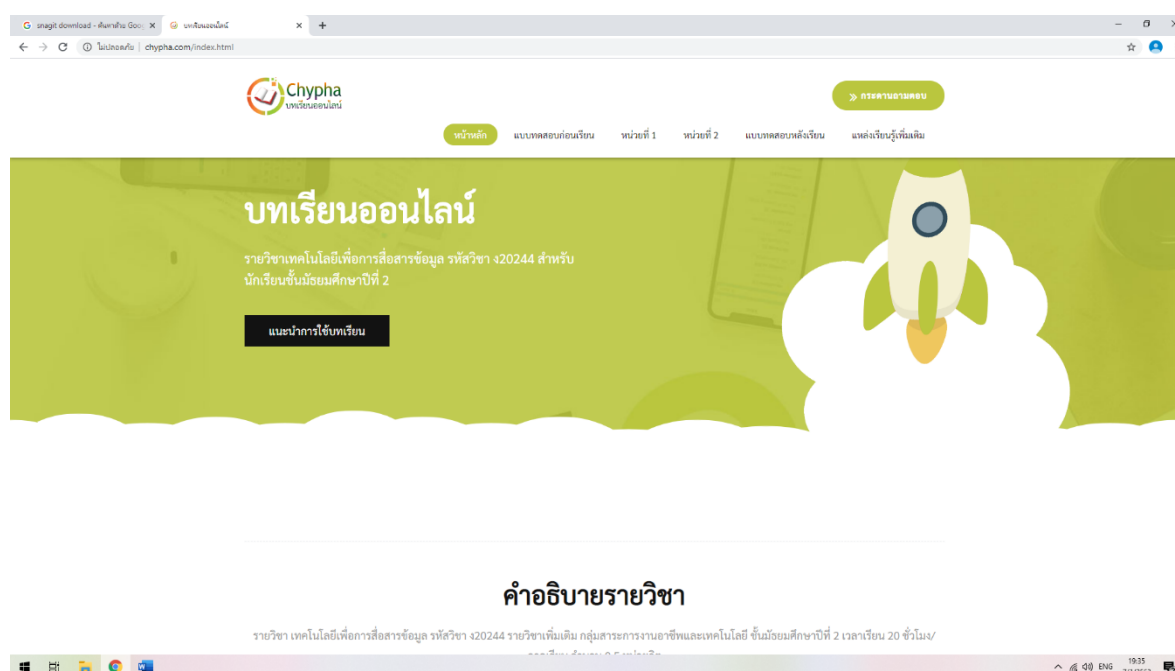 snagit download - ค้นหาด้วย Goo
บทเรียนออนไลน์
ไม่ปลอดภัย | chypha.com/index.html
Chypha
บทเรียนออนไลน์
กระดานถามตอบ
หน้าหลัก แบบทดสอบก่อนเรียน หน่วยที่ 1 หน่วยที่ 2 แบบทดสอบหลังเรียน แหล่งเรียนรู้เพิ่มเติม
บทเรียนออนไลน์
รายวิชาเทคโนโลยีเพื่อการสื่อสารข้อมูล รหัสวิชา ง20244 สำหรับ
นักเรียนชั้นมัธยมศึกษาปีที่ 2
แนะนำการใช้บทเรียน
คำอธิบายรายวิชา
รายวิชา เทคโนโลยีเพื่อการสื่อสารข้อมูล รหัสวิชา ง20244 รายวิชาเพิ่มเติม กลุ่มสาระการงานอาชีพและเทคโนโลยี ชั้นมัธยมศึกษาปีที่ 2 เวลาเรียน 20 ชั่วโมง/
ENG 19:35